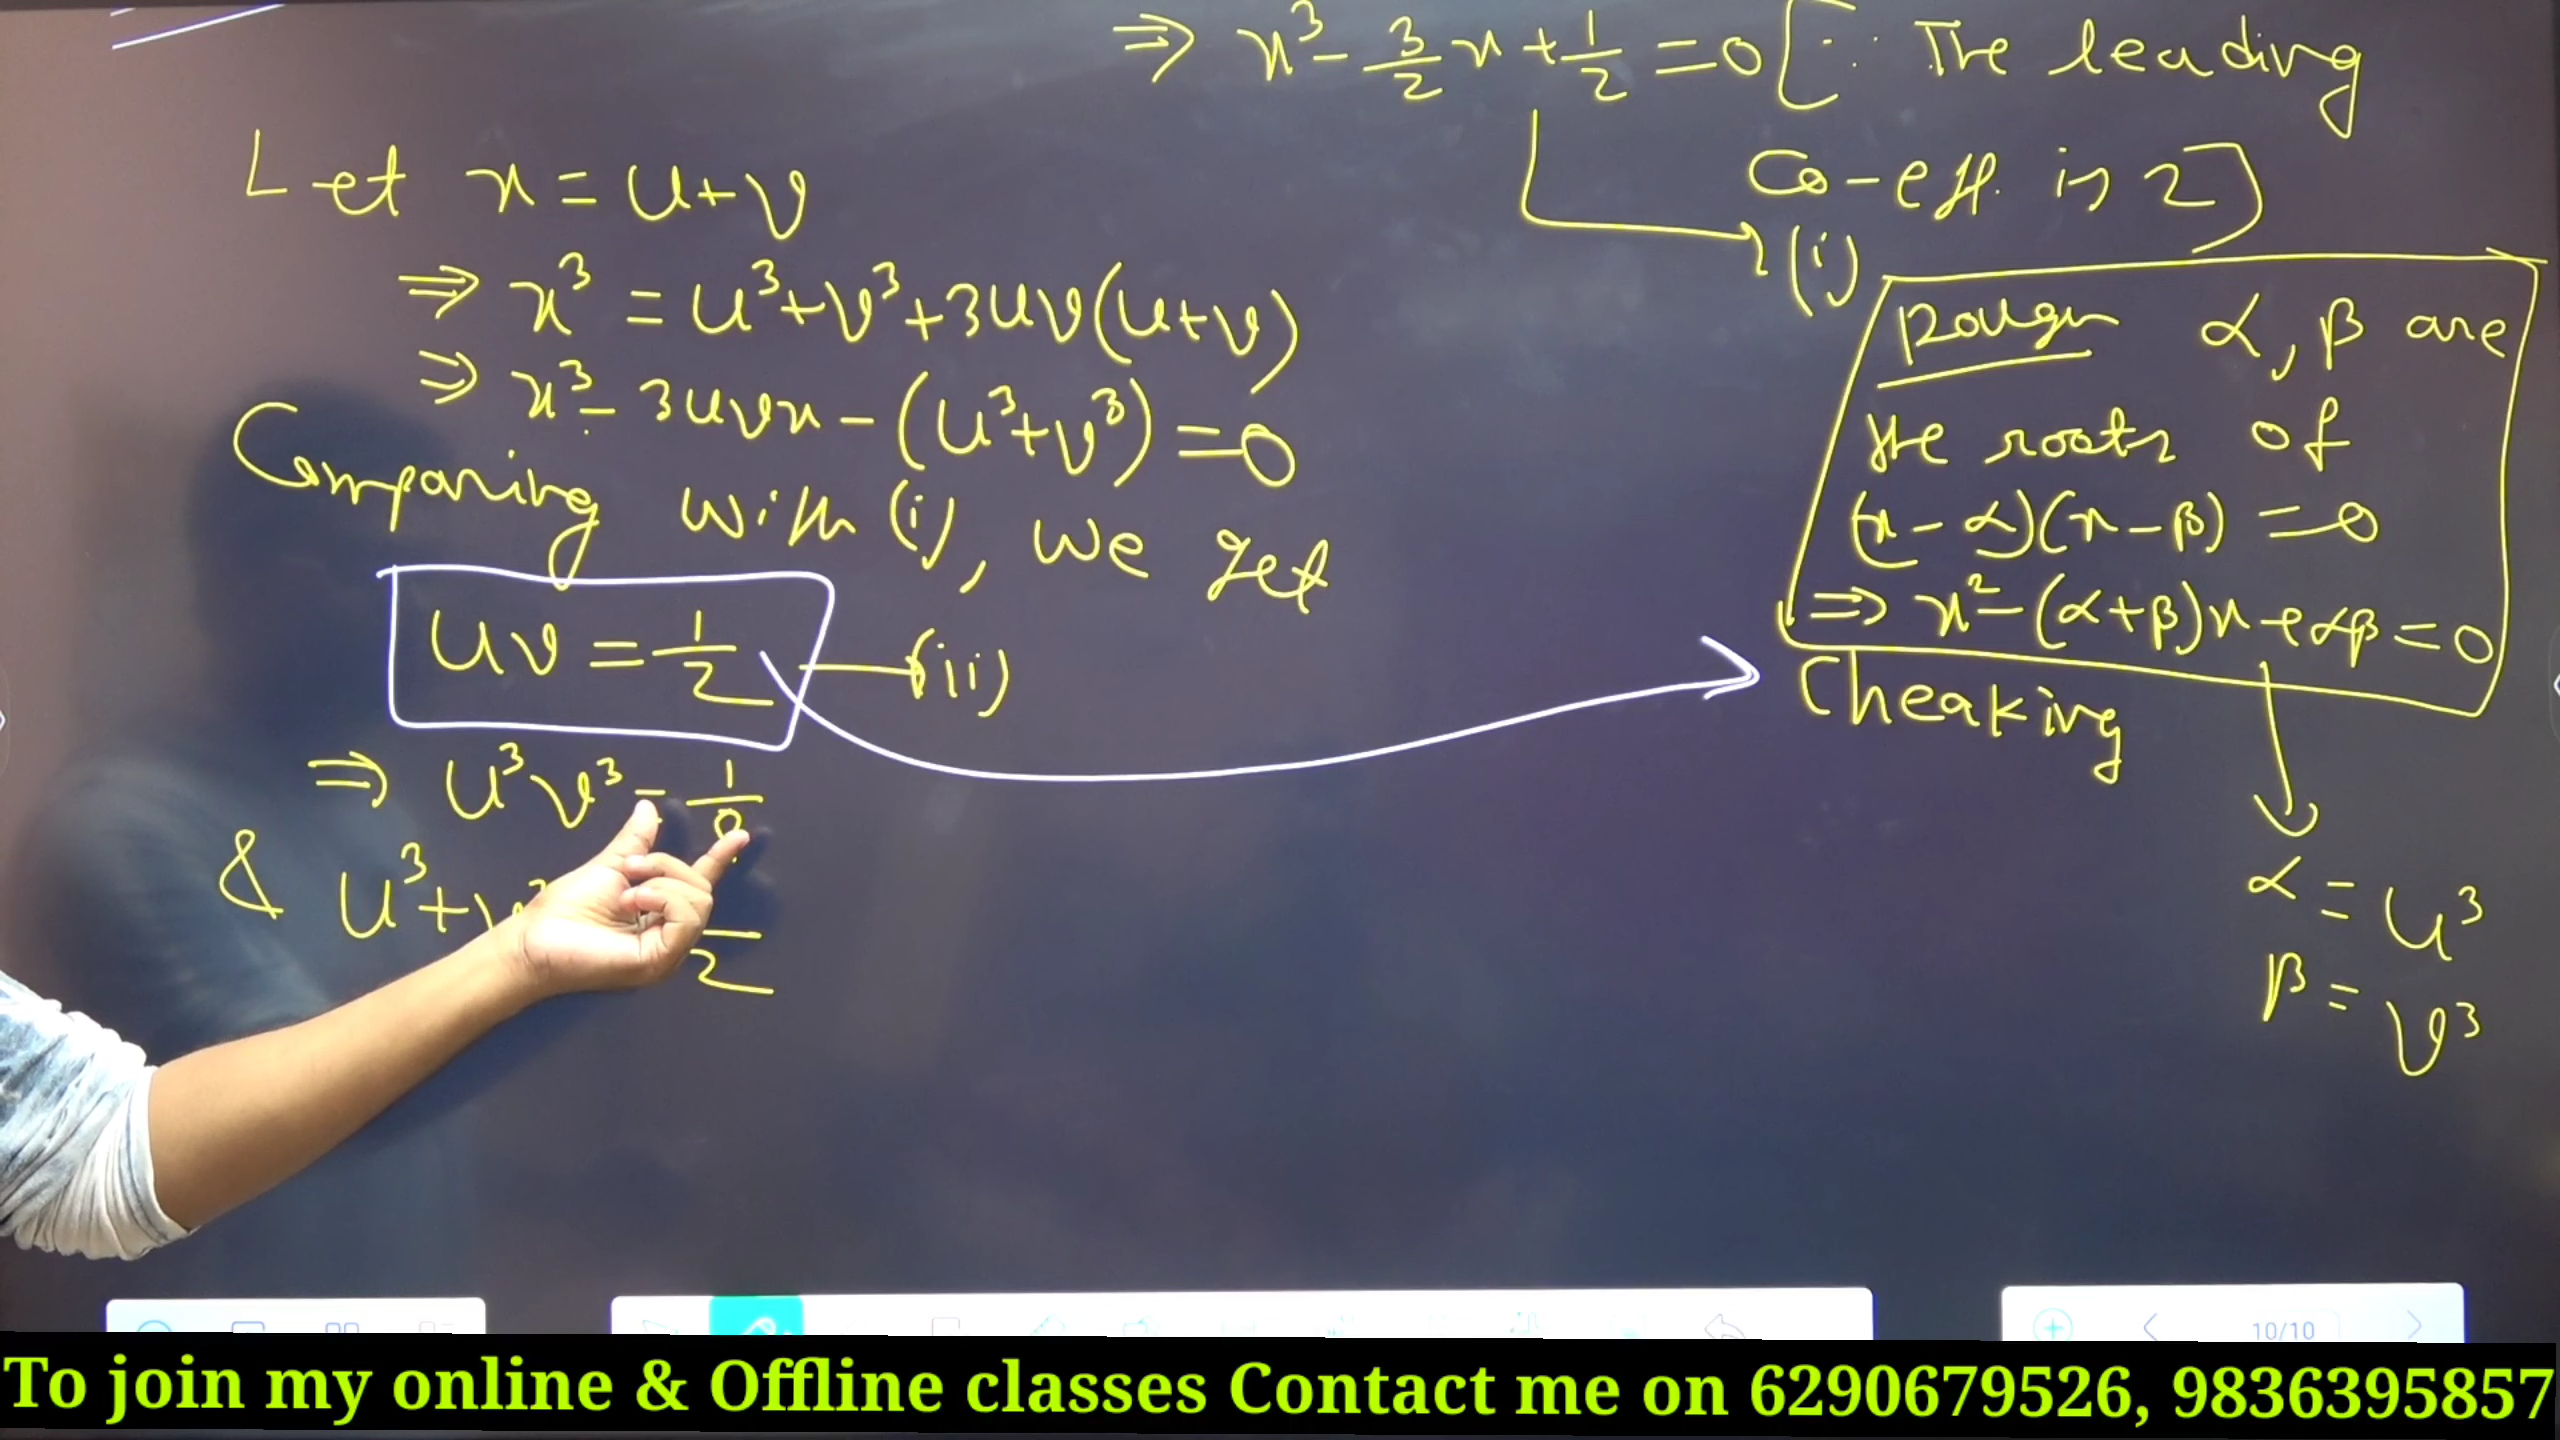 ⇒ x³ - 3/2 x + 1/2 = 0 [∵ The leading
Co-eff. is 2]
(i)
Let x = u+v
⇒ x³ = u³+v³+3uv(u+v)
⇒ x³ - 3uvx - (u³+v³) = 0
Comparing with (i), we get
uv = 1/2 — (ii)
⇒ u³v³ = 1/8
& u³+v³ 2
Rough α, β are
the roots of
(x-α)(x-β) = 0
⇒ x² - (α+β)x + αβ = 0
Cheaking
α = u³
β = v³
10/10
To join my online & Offline classes Contact me on 6290679526, 9836395857